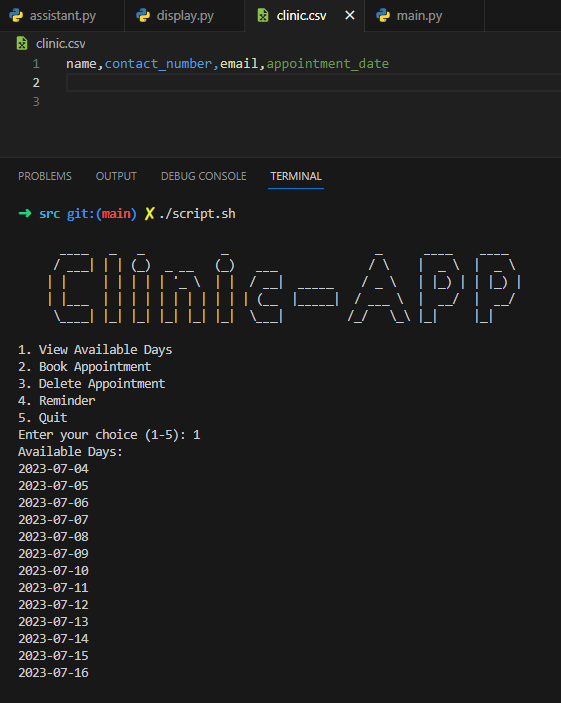 assistant.py display.py clinic.csv main.py
clinic.csv
1 name,contact_number,email,appointment_date
2
3
PROBLEMS OUTPUT DEBUG CONSOLE TERMINAL
➜ src git:(main) ✗ ./script.sh
Clinic-APP
1. View Available Days
2. Book Appointment
3. Delete Appointment
4. Reminder
5. Quit
Enter your choice (1-5): 1
Available Days:
2023-07-04
2023-07-05
2023-07-06
2023-07-07
2023-07-08
2023-07-09
2023-07-10
2023-07-11
2023-07-12
2023-07-13
2023-07-14
2023-07-15
2023-07-16